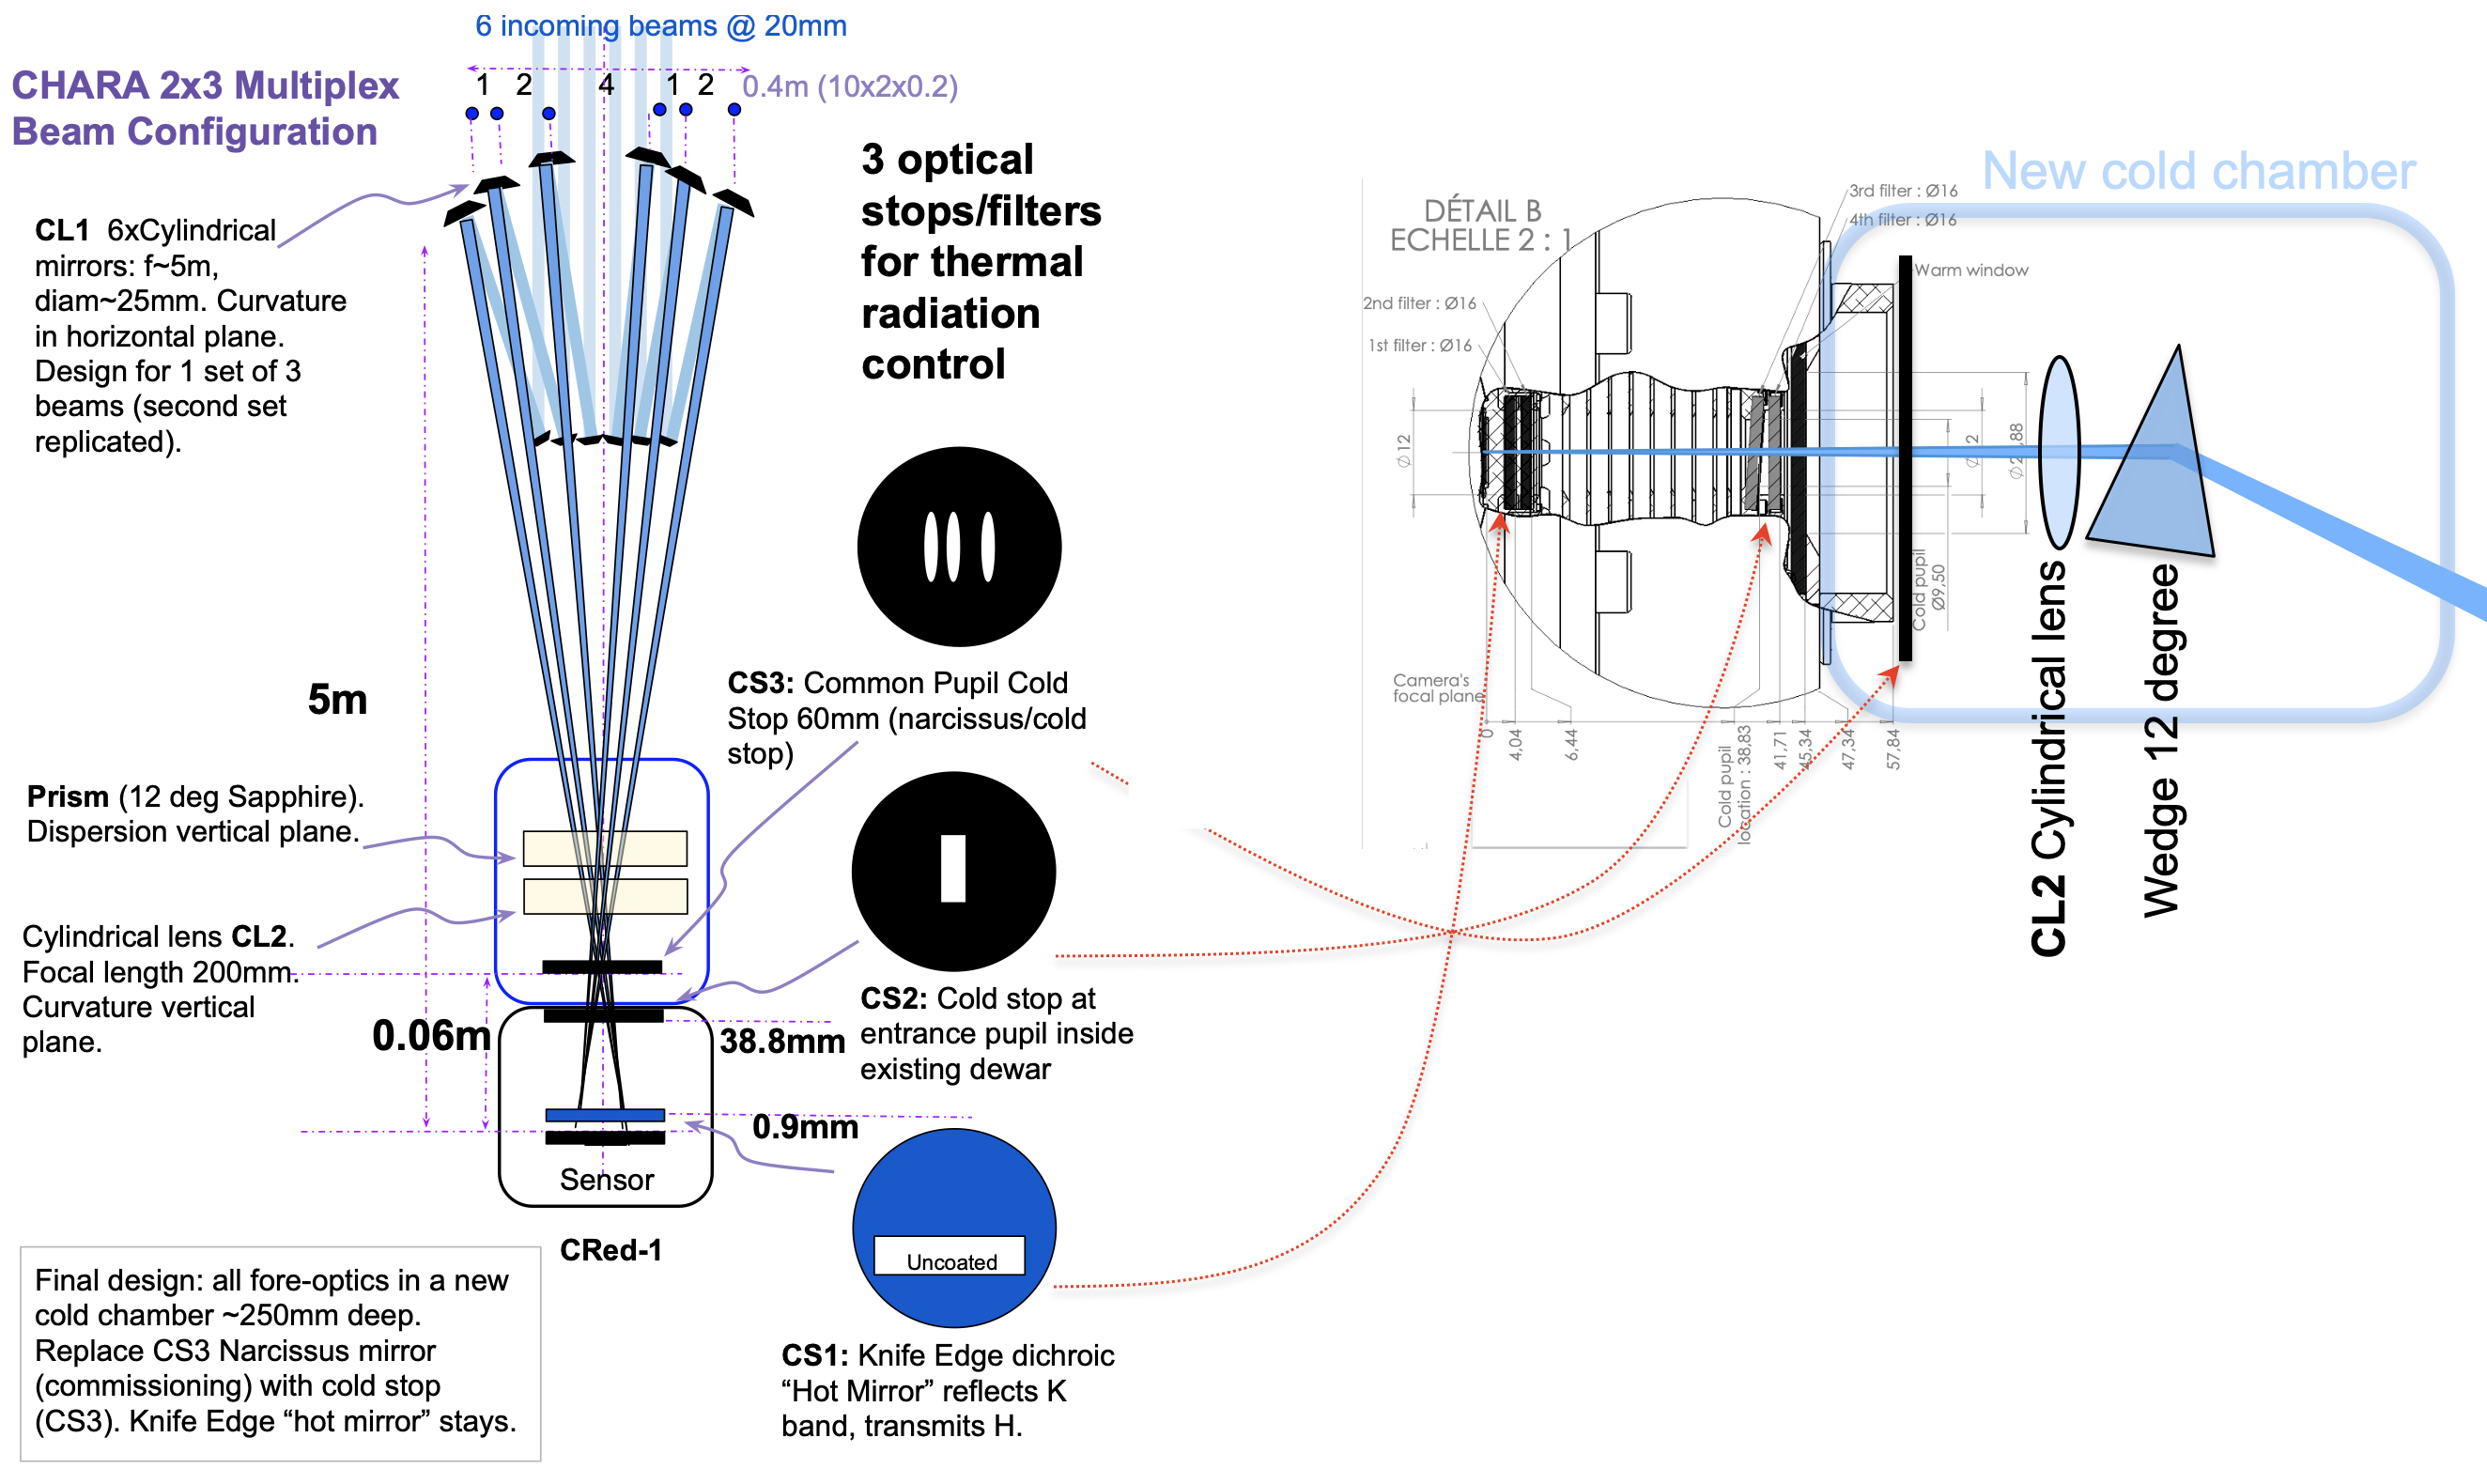 6 incoming beams @ 20mm
CHARA 2x3 Multiplex
Beam Configuration
1 2 4 1 2
0.4m (10x2x0.2)
CL1 6xCylindrical
mirrors: f~5m,
diam~25mm. Curvature
in horizontal plane.
Design for 1 set of 3
beams (second set
replicated).
3 optical
stops/filters
for thermal
radiation
control
5m
CS3: Common Pupil Cold
Stop 60mm (narcissus/cold
stop)
Prism (12 deg Sapphire).
Dispersion vertical plane.
Cylindrical lens CL2.
Focal length 200mm.
Curvature vertical
plane.
0.06m
38.8mm
CS2: Cold stop at
entrance pupil inside
existing dewar
0.9mm
Sensor
CRed-1
Uncoated
CS1: Knife Edge dichroic
“Hot Mirror” reflects K
band, transmits H.
Final design: all fore-optics in a new
cold chamber ~250mm deep.
Replace CS3 Narcissus mirror
(commissioning) with cold stop
(CS3). Knife Edge “hot mirror” stays.
New cold chamber
DÉTAIL B
ECHELLE 2 : 1
3rd filter : Ø16
4th filter : Ø16
Warm window
2nd filter : Ø16
1st filter : Ø16
Ø12
Cold pupil
Ø9,50
Camera's
focal plane
0
4,04
6,44
Cold pupil
location : 38,83
41,71
45,34
47,34
57,84
CL2 Cylindrical lens
Wedge 12 degree